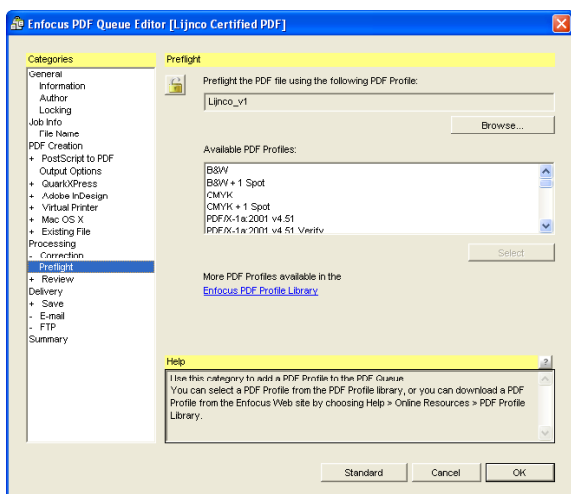 Enfocus PDF Queue Editor [Lijnco Certified PDF]
Categories
General
Information
Author
Locking
Job Info
File Name
PDF Creation
+ PostScript to PDF
Output Options
+ QuarkXPress
+ Adobe InDesign
+ Virtual Printer
+ Mac OS X
+ Existing File
Processing
- Correction
Preflight
+ Review
Delivery
+ Save
- E-mail
- FTP
Summary
Preflight
Preflight the PDF file using the following PDF Profile:
Lijnco_v1
Browse...
Available PDF Profiles:
B&W
B&W + 1 Spot
CMYK
CMYK + 1 Spot
PDF/X-1a:2001 v4.51
PDF/X-1a:2001 v4.51 Verify
Select
More PDF Profiles available in the
Enfocus PDF Profile Library
Help
?
Use this category to add a PDF Profile to the PDF Queue
You can select a PDF Profile from the PDF Profile library, or you can download a PDF
Profile from the Enfocus Web site by choosing Help > Online Resources > PDF Profile
Library.
Standard
Cancel
OK